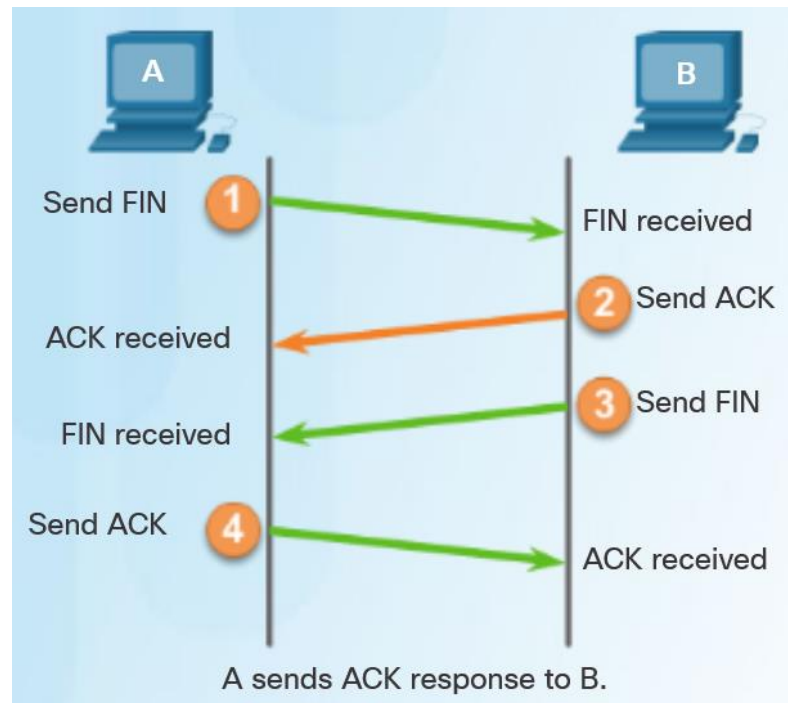 A
B
Send FIN 1
FIN received
2 Send ACK
ACK received
3 Send FIN
FIN received
Send ACK 4
ACK received
A sends ACK response to B.